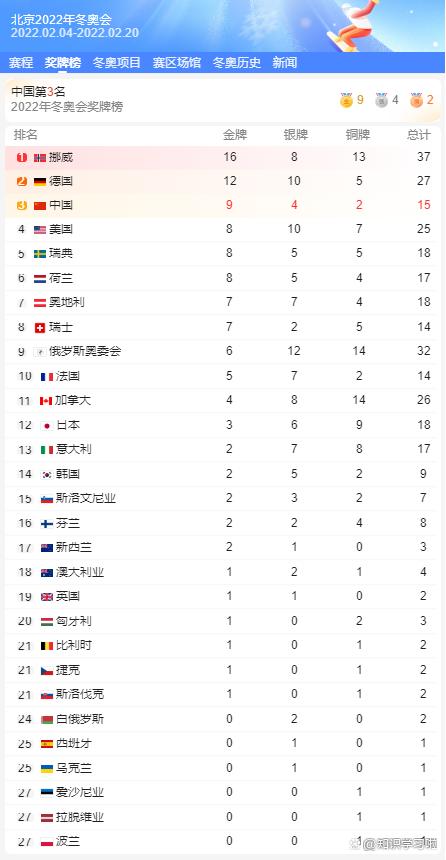 北京2022年冬奥会
2022.02.04-2022.02.20
赛程 奖牌榜 冬奥项目 赛区场馆 冬奥历史 新闻
中国第3名 9 4 2
2022年冬奥会奖牌榜
排名 金牌 银牌 铜牌 总计
1 挪威 16 8 13 37
2 德国 12 10 5 27
3 中国 9 4 2 15
4 美国 8 10 7 25
5 瑞典 8 5 5 18
6 荷兰 8 5 4 17
7 奥地利 7 7 4 18
8 瑞士 7 2 5 14
9 俄罗斯奥委会 6 12 14 32
10 法国 5 7 2 14
11 加拿大 4 8 14 26
12 日本 3 6 9 18
13 意大利 2 7 8 17
14 韩国 2 5 2 9
15 斯洛文尼亚 2 3 2 7
16 芬兰 2 2 4 8
17 新西兰 2 1 0 3
18 澳大利亚 1 2 1 4
19 英国 1 1 0 2
20 匈牙利 1 0 2 3
21 比利时 1 0 1 2
21 捷克 1 0 1 2
21 斯洛伐克 1 0 1 2
24 白俄罗斯 0 2 0 2
25 西班牙 0 1 0 1
25 乌克兰 0 1 0 1
27 爱沙尼亚 0 0 1 1
27 拉脱维亚 0 0 1 1
27 波兰 0 0 1 1
@知识学习啦